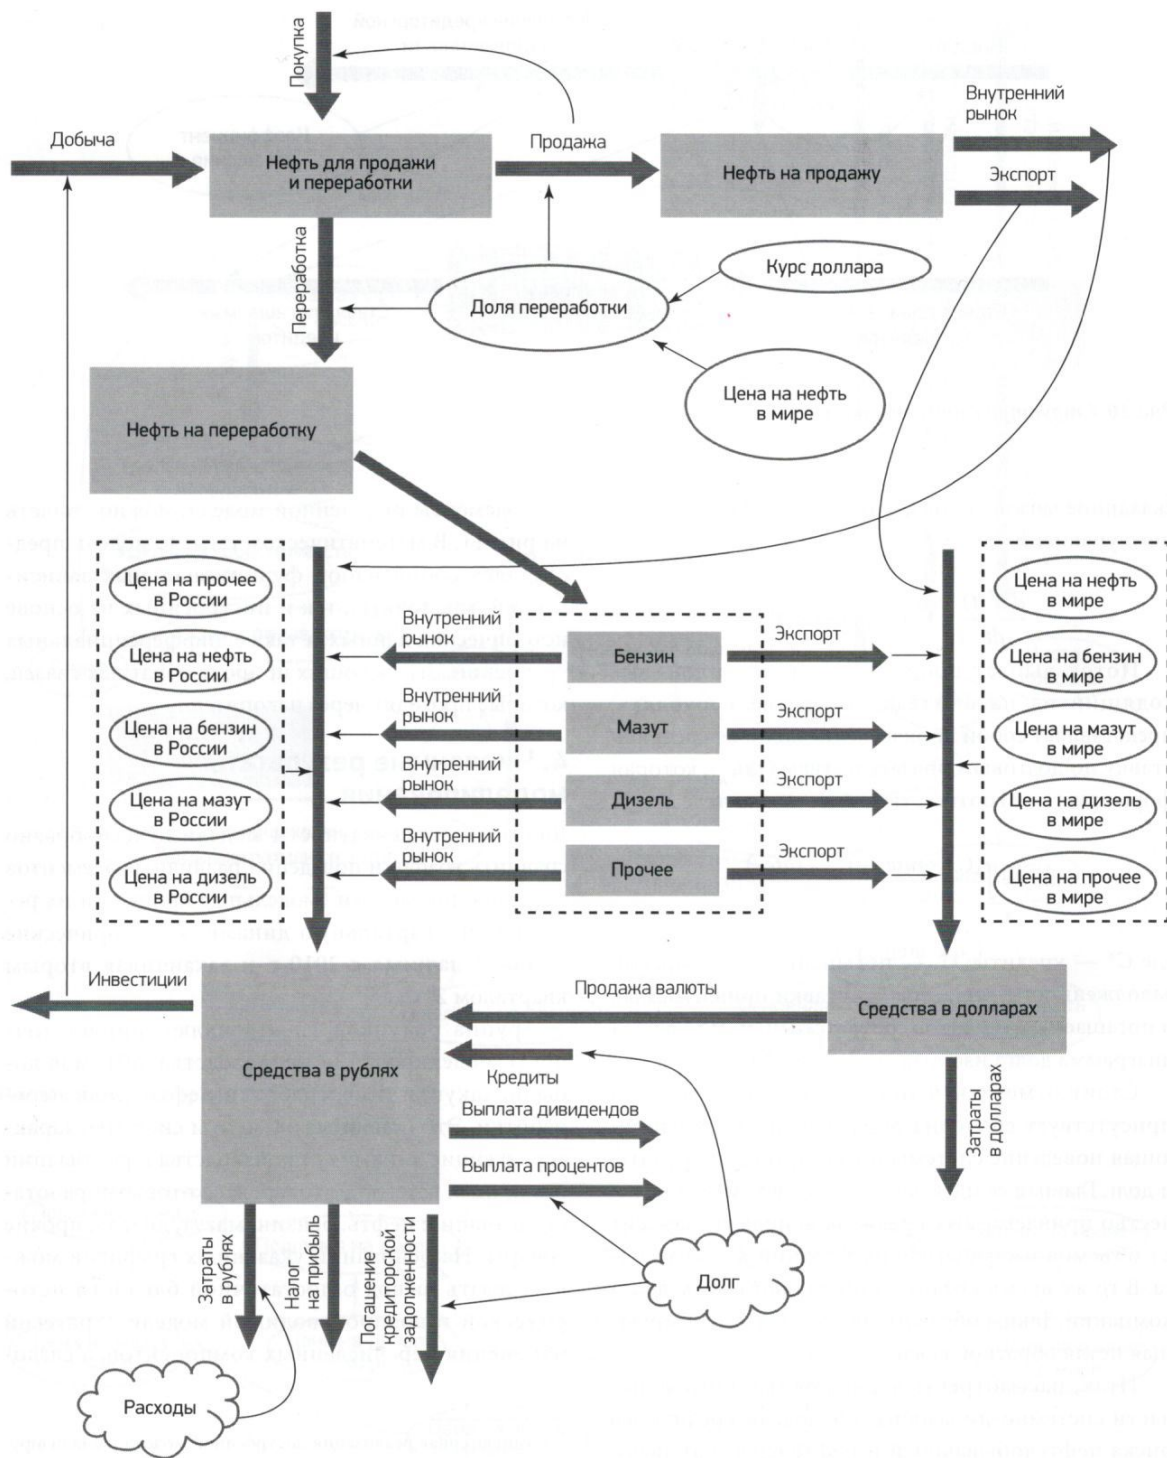 Покупка
Внутренний
рынок
Добыча
Продажа
Нефть для продажи
и переработки
Нефть на продажу
Экспорт
Переработка
Курс доллара
Доля переработки
Цена на нефть
в мире
Нефть на переработку
Цена на прочее
в России
Цена на нефть
в России
Цена на бензин
в России
Цена на мазут
в России
Цена на дизель
в России
Внутренний
рынок
Внутренний
рынок
Внутренний
рынок
Внутренний
рынок
Бензин
Мазут
Дизель
Прочее
Экспорт
Экспорт
Экспорт
Экспорт
Цена на нефть
в мире
Цена на бензин
в мире
Цена на мазут
в мире
Цена на дизель
в мире
Цена на прочее
в мире
Инвестиции
Продажа валюты
Средства в долларах
Средства в рублях
Кредиты
Выплата дивидендов
Выплата процентов
Затраты
в долларах
Затраты
в рублях
Налог
на прибыль
Погашение
кредиторской
задолженности
Долг
Расходы